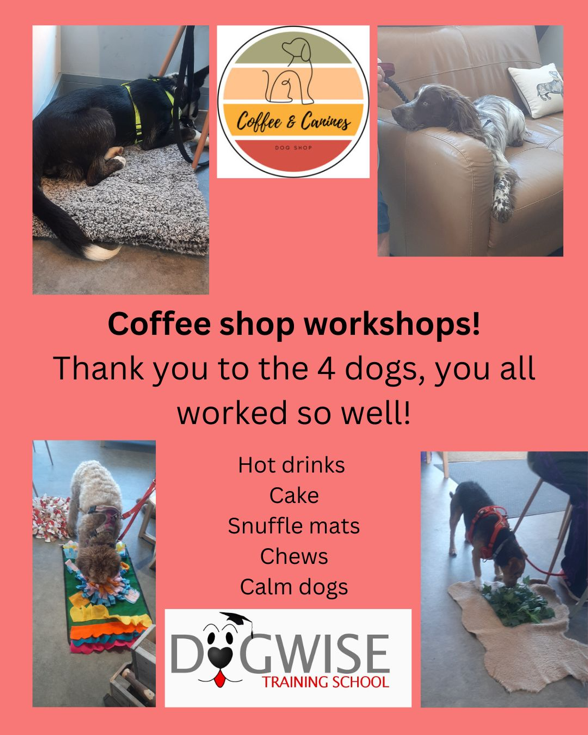 Coffee & Canines
DOG SHOP
Coffee shop workshops!
Thank you to the 4 dogs, you all
worked so well!
Hot drinks
Cake
Snuffle mats
Chews
Calm dogs
DOGWISE
TRAINING SCHOOL